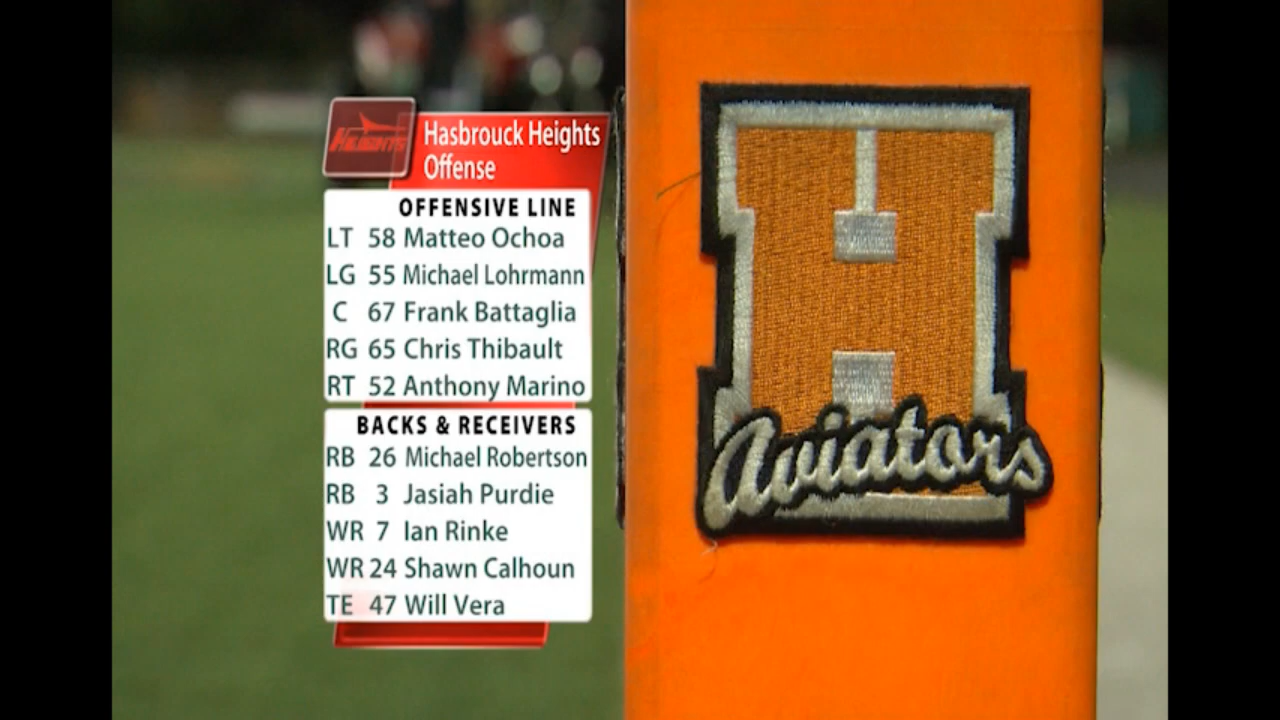 HEIGHTS
Hasbrouck Heights
Offense
OFFENSIVE LINE
LT 58 Matteo Ochoa
LG 55 Michael Lohrmann
C 67 Frank Battaglia
RG 65 Chris Thibault
RT 52 Anthony Marino
BACKS & RECEIVERS
RB 26 Michael Robertson
RB 3 Jasiah Purdie
WR 7 Ian Rinke
WR 24 Shawn Calhoun
TE 47 Will Vera
H
Aviators